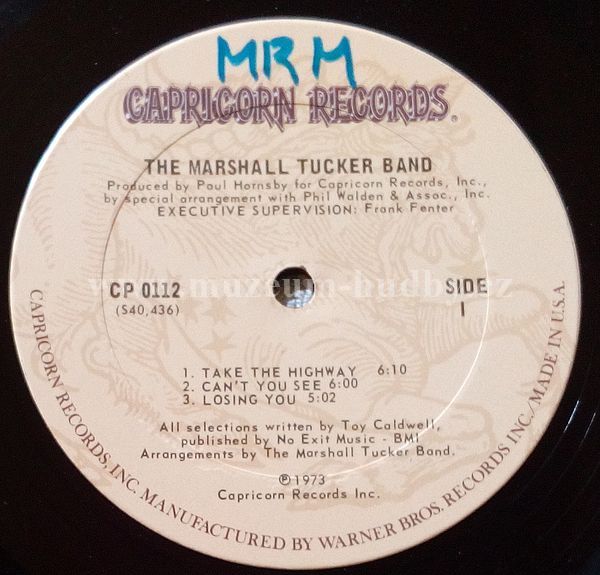 MR M
CAPRICORN RECORDS.
THE MARSHALL TUCKER BAND
Produced by Paul Hornsby for Capricorn Records, Inc.,
by special arrangement with Phil Walden & Assoc., Inc.
EXECUTIVE SUPERVISION: Frank Fenter
www.muzeum-hudby.cz
CP 0112
(S40,436)
SIDE
I
1. TAKE THE HIGHWAY 6:10
2. CAN'T YOU SEE 6:00
3. LOSING YOU 5:02
All selections written by Toy Caldwell,
published by No Exit Music - BMI
Arrangements by The Marshall Tucker Band.
℗1973
Capricorn Records Inc.
CAPRICORN RECORDS, INC. MANUFACTURED BY WARNER BROS. RECORDS INC./MADE IN U.S.A.